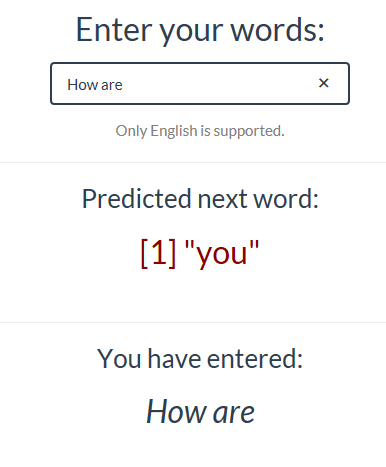 Enter your words:
How are ×
Only English is supported.
Predicted next word:
[1] "you"
You have entered:
How are